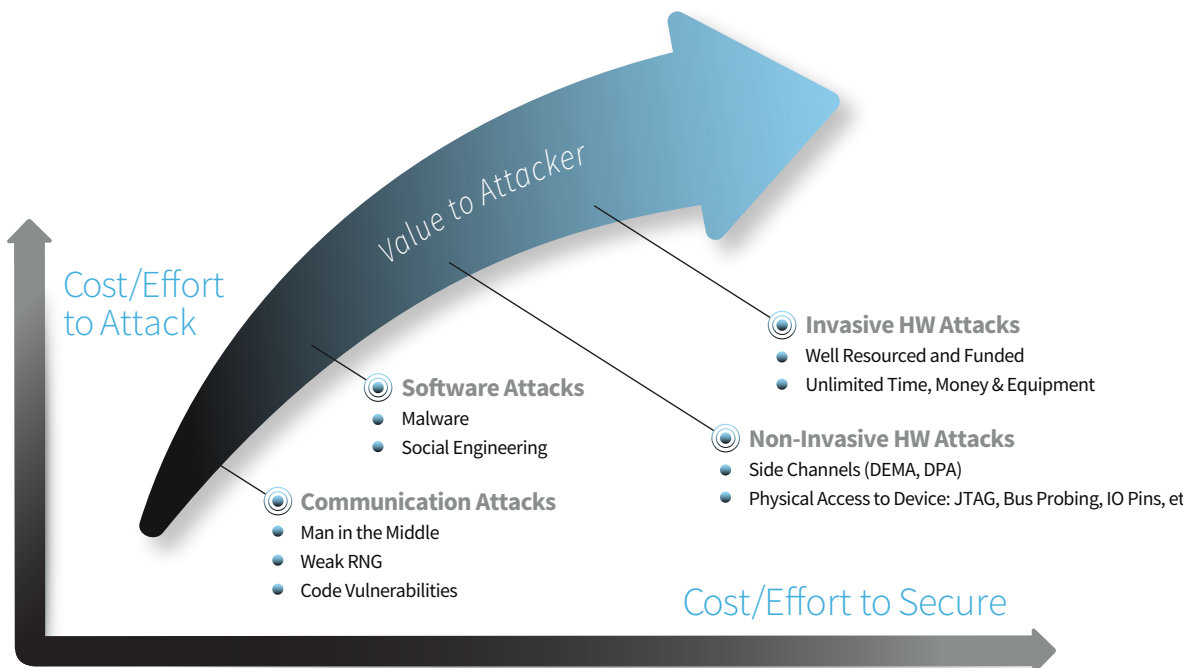 Value to Attacker
Cost/Effort
to Attack
Invasive HW Attacks
Well Resourced and Funded
Unlimited Time, Money & Equipment
Software Attacks
Malware
Social Engineering
Non-Invasive HW Attacks
Side Channels (DEMA, DPA)
Physical Access to Device: JTAG, Bus Probing, IO Pins, et
Communication Attacks
Man in the Middle
Weak RNG
Code Vulnerabilities
Cost/Effort to Secure